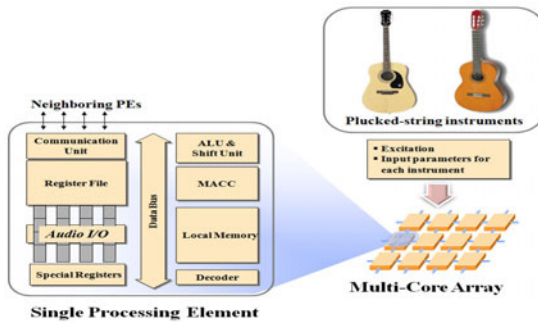 Neighboring PEs
Communication
Unit
Register File
Audio I/O
Special Registers
Data Bus
ALU &
Shift Unit
MACC
Local Memory
Decoder
Single Processing Element
Plucked-string instruments
▪ Excitation
▪ Input parameters for
each instrument
Multi-Core Array